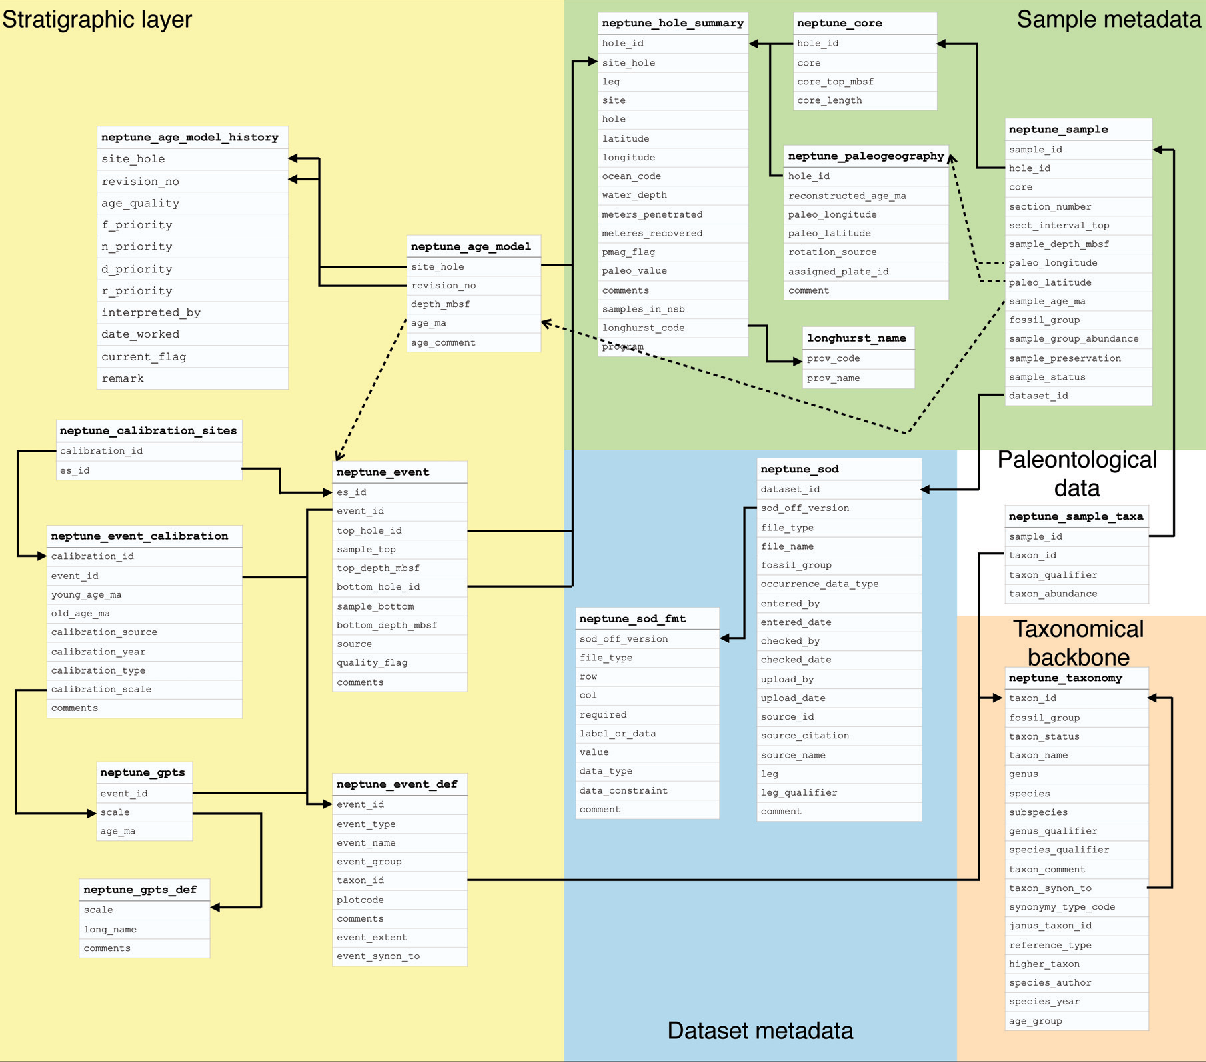 Stratigraphic layer
Sample metadata
neptune_age_model_history
site_hole
revision_no
age_quality
f_priority
n_priority
d_priority
r_priority
interpreted_by
date_worked
current_flag
remark
neptune_age_model
site_hole
revision_no
depth_mbsf
age_ma
age_comment
neptune_calibration_sites
calibration_id
es_id
neptune_event_calibration
calibration_id
event_id
young_age_ma
old_age_ma
calibration_source
calibration_year
calibration_type
calibration_scale
comments
neptune_gpts
event_id
scale
age_ma
neptune_gpts_def
scale
long_name
comments
neptune_event
es_id
event_id
top_hole_id
sample_top
top_depth_mbsf
bottom_hole_id
sample_bottom
bottom_depth_mbsf
source
quality_flag
comments
neptune_event_def
event_id
event_type
event_name
event_group
taxon_id
plotcode
comments
event_extent
event_synon_to
neptune_hole_summary
hole_id
site_hole
leg
site
hole
latitude
longitude
ocean_code
water_depth
meters_penetrated
meteres_recovered
pmag_flag
paleo_value
comments
samples_in_nsb
longhurst_code
program
neptune_core
hole_id
core
core_top_mbsf
core_length
neptune_paleogeography
hole_id
reconstructed_age_ma
paleo_longitude
paleo_latitude
rotation_source
assigned_plate_id
comment
longhurst_name
prov_code
prov_name
neptune_sample
sample_id
hole_id
core
section_number
sect_interval_top
sample_depth_mbsf
paleo_longitude
paleo_latitude
sample_age_ma
fossil_group
sample_group_abundance
sample_preservation
sample_status
dataset_id
neptune_sod
dataset_id
sod_off_version
file_type
file_name
fossil_group
occurrence_data_type
entered_by
entered_date
checked_by
checked_date
upload_by
upload_date
source_id
source_citation
source_name
leg
leg_qualifier
comment
neptune_sod_fmt
sod_off_version
file_type
row
col
required
label_or_data
value
data_type
data_constraint
comment
Dataset metadata
Paleontological
data
neptune_sample_taxa
sample_id
taxon_id
taxon_qualifier
taxon_abundance
Taxonomical
backbone
neptune_taxonomy
taxon_id
fossil_group
taxon_status
taxon_name
genus
species
subspecies
genus_qualifier
species_qualifier
taxon_comment
taxon_synon_to
synonymy_type_code
janus_taxon_id
reference_type
higher_taxon
species_author
species_year
age_group